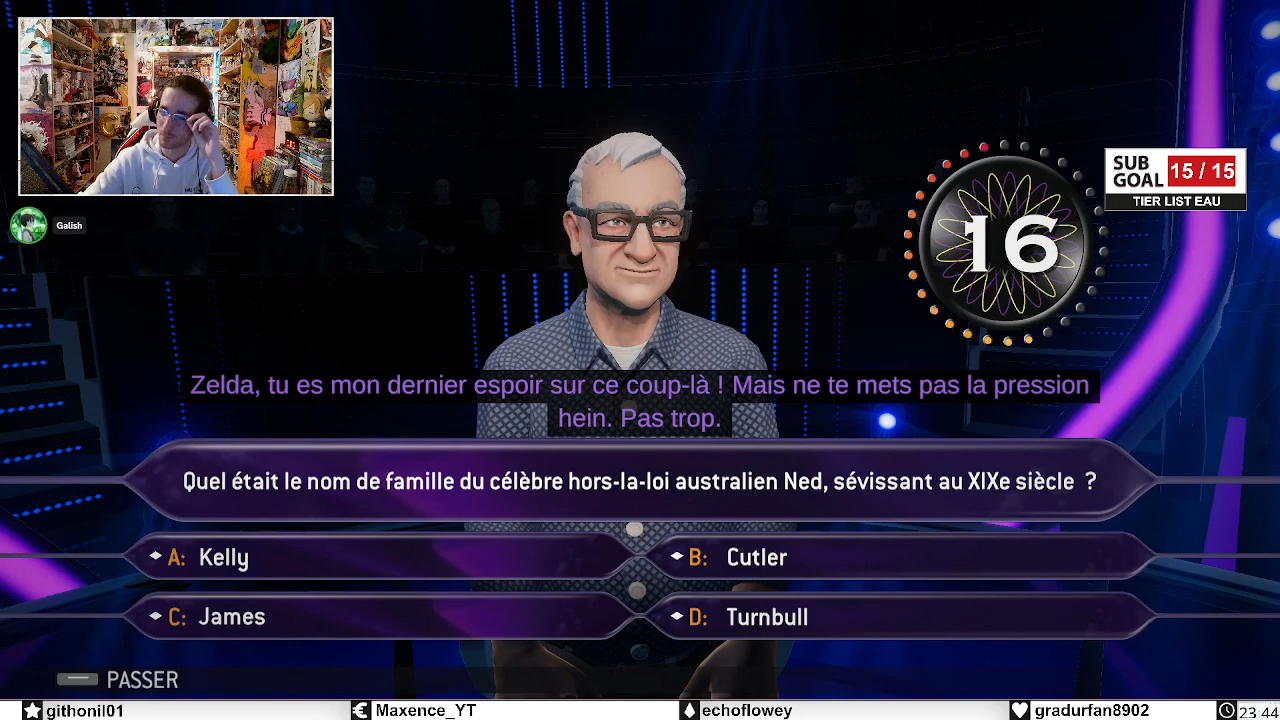 SUB
GOAL
15 / 15
TIER LIST EAU
Galish
16
Zelda, tu es mon dernier espoir sur ce coup-là ! Mais ne te mets pas la pression
hein. Pas trop.
Quel était le nom de famille du célèbre hors-la-loi australien Ned, sévissant au XIXe siècle ?
A: Kelly
B: Cutler
C: James
D: Turnbull
PASSER
githonil01
Maxence_YT
echoflowey
gradurfan8902
23:44